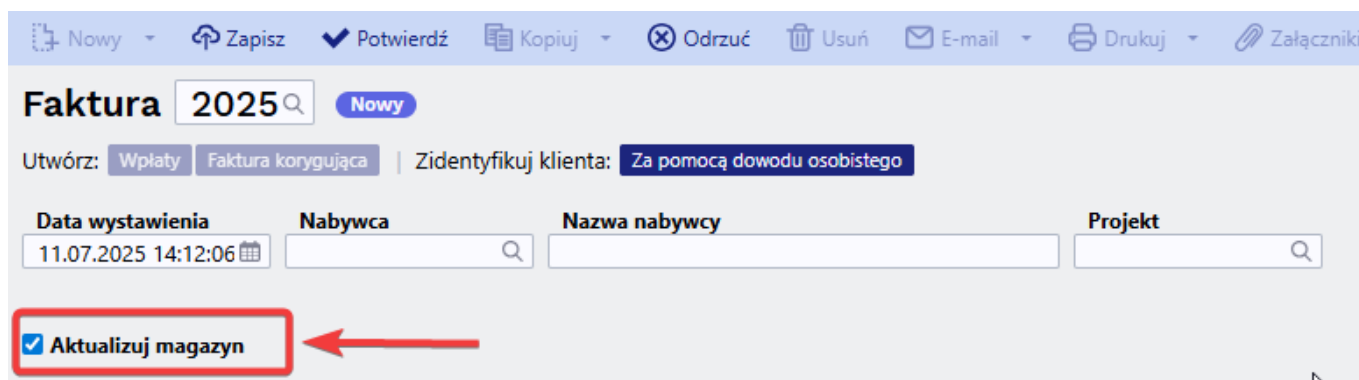 Nowy Zapisz Potwierdź Kopiuj Odrzuć Usuń E-mail Drukuj Załączniki
Faktura 2025 Nowy
Utwórz: Wpłaty Faktura korygująca | Zidentyfikuj klienta: Za pomocą dowodu osobistego
Data wystawienia Nabywca Nazwa nabywcy Projekt
11.07.2025 14:12:06
Aktualizuj magazyn